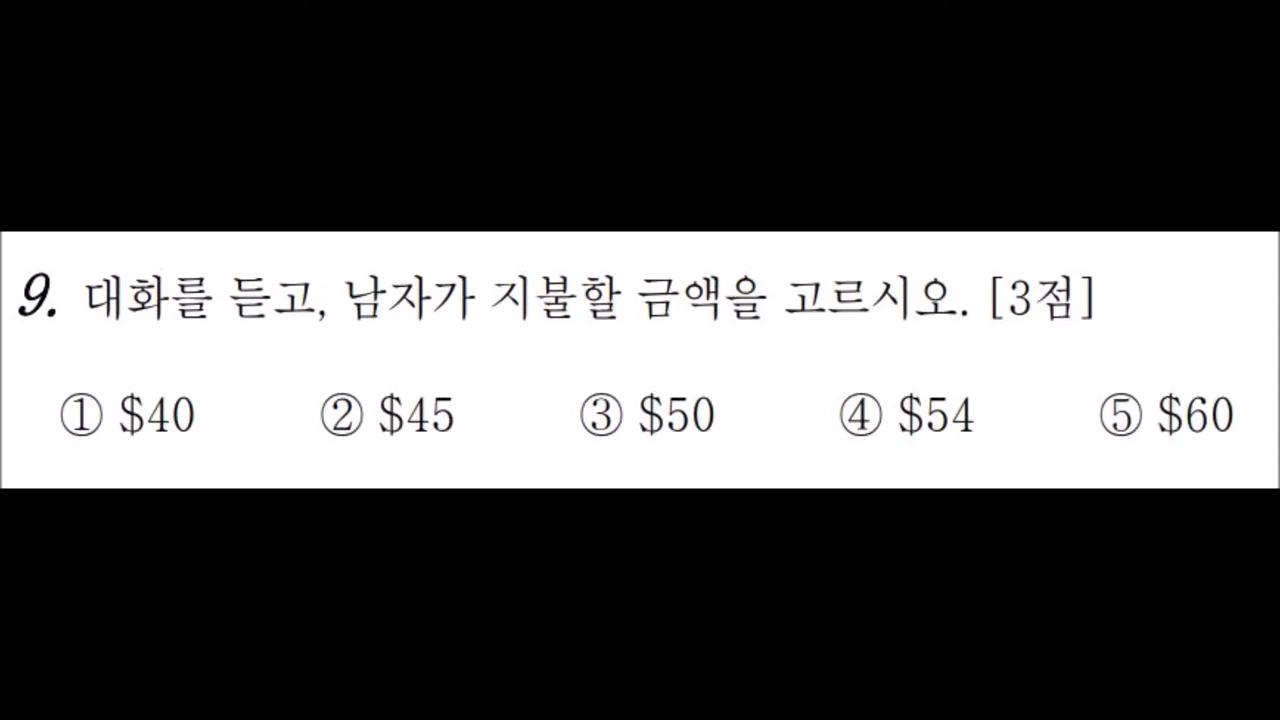 9. 대화를 듣고, 남자가 지불할 금액을 고르시오. [3점]
① $40 ② $45 ③ $50 ④ $54 ⑤ $60